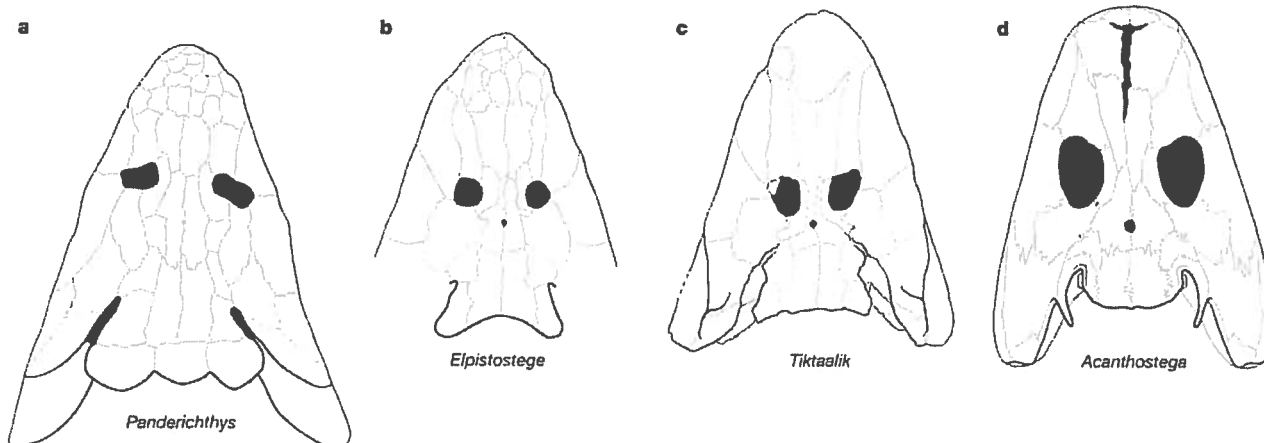 a
b
c
d
Elpistostege
Tiktaalik
Acanthostega
Panderichthys